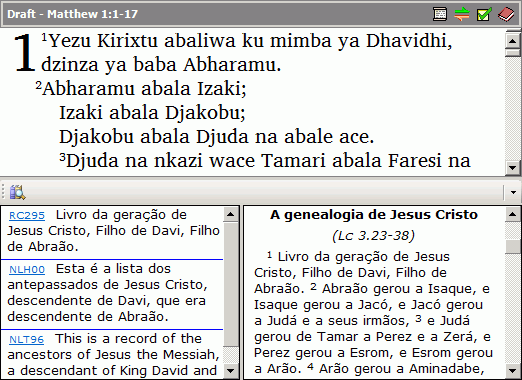 Draft - Matthew 1:1-17
1 1Yezu Kirixtu abaliwa ku mimba ya Dhavidhi,
dzinza ya baba Abharamu.
2Abharamu abala Izaki;
Izaki abala Djakobu;
Djakobu abala Djuda na abale ace.
3Djuda na nkazi wace Tamari abala Faresi na
RC295 Livro da geração de
Jesus Cristo, Filho de Davi, Filho
de Abraão.
NLH00 Esta é a lista dos
antepassados de Jesus Cristo,
descendente de Davi, que era
descendente de Abraão.
NLT96 This is a record of the
ancestors of Jesus the Messiah,
a descendant of King David and
A genealogia de Jesus Cristo
(Lc 3.23-38)
1 Livro da geração de Jesus
Cristo, Filho de Davi, Filho de
Abraão. 2 Abraão gerou a Isaque, e
Isaque gerou a Jacó, e Jacó gerou
a Judá e a seus irmãos, 3 e Judá
gerou de Tamar a Perez e a Zerá, e
Perez gerou a Esrom, e Esrom gerou
a Arão. 4 Arão gerou a Aminadabe,